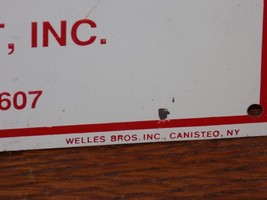 T, INC.
607
WELLES BROS. INC., CANISTEO, NY